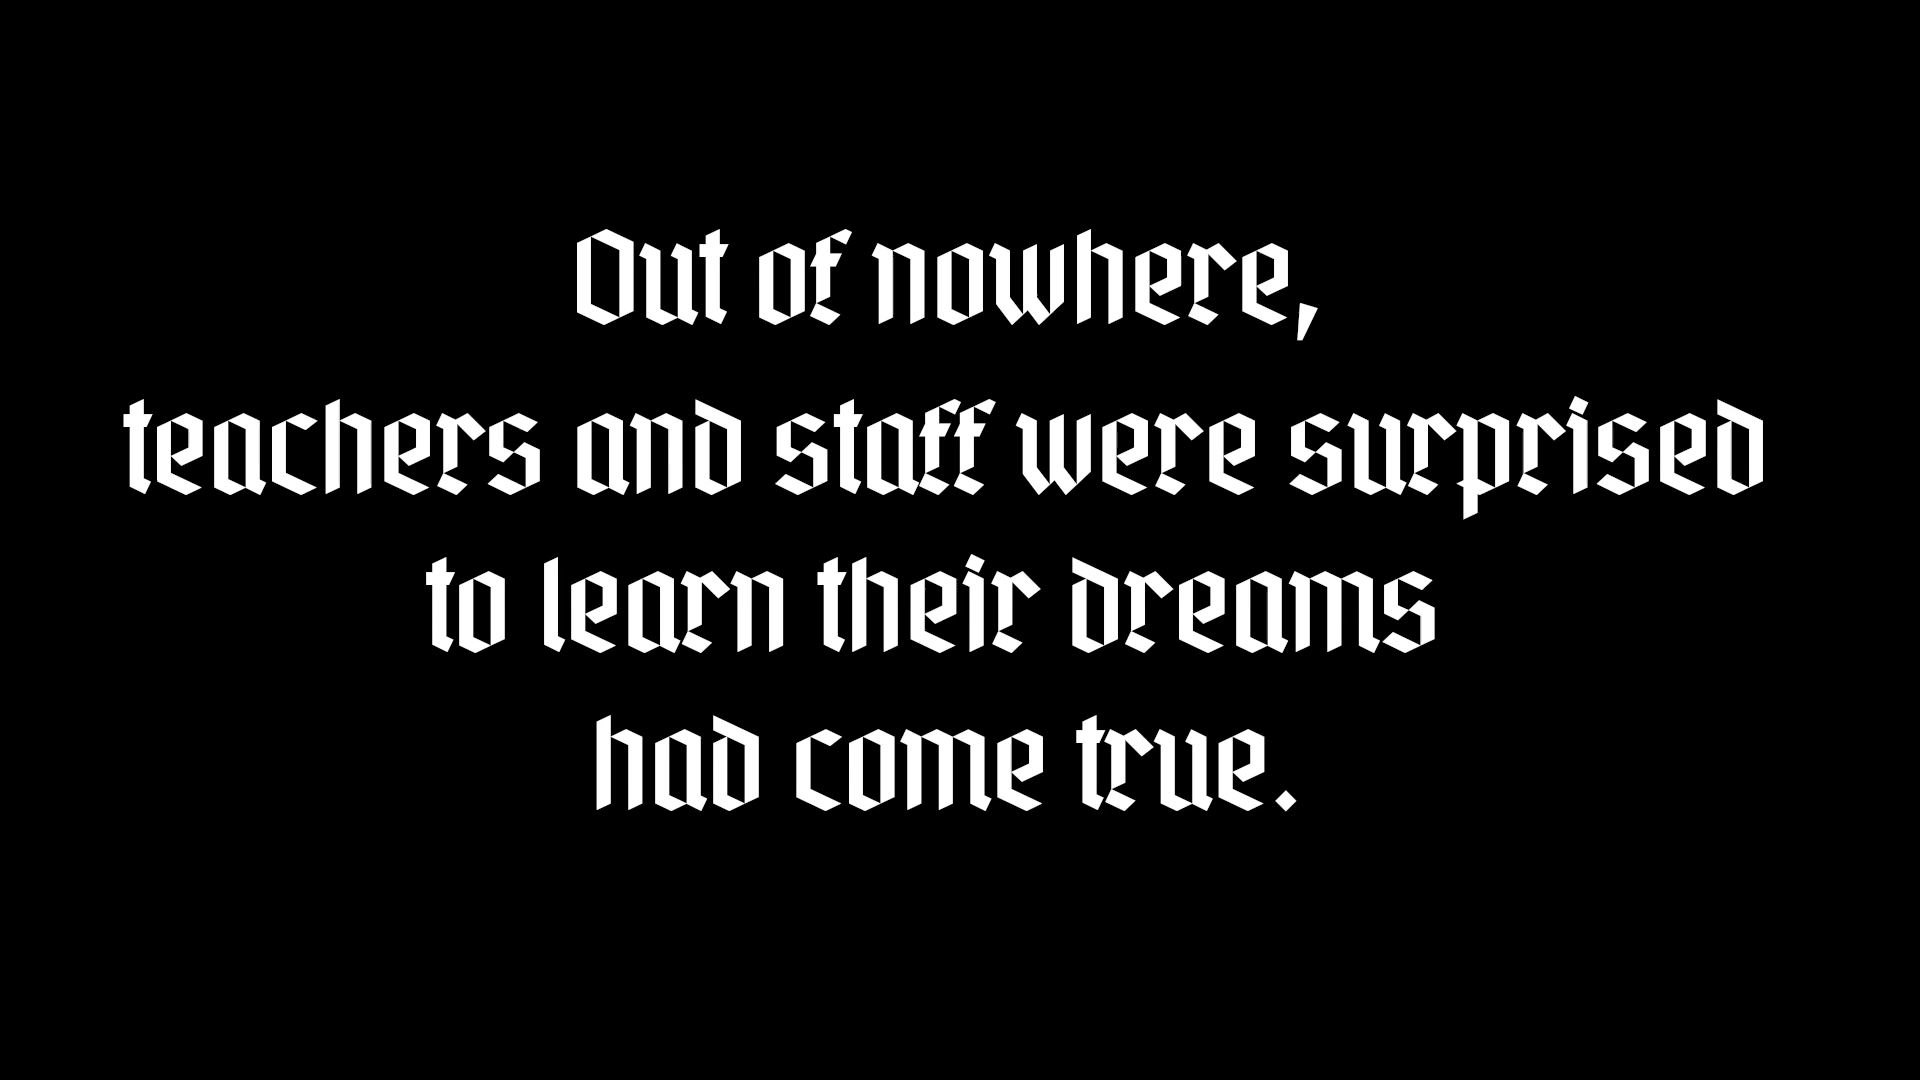 Out of nowhere,
teachers and staff were surprised
to learn their dreams
had come true.